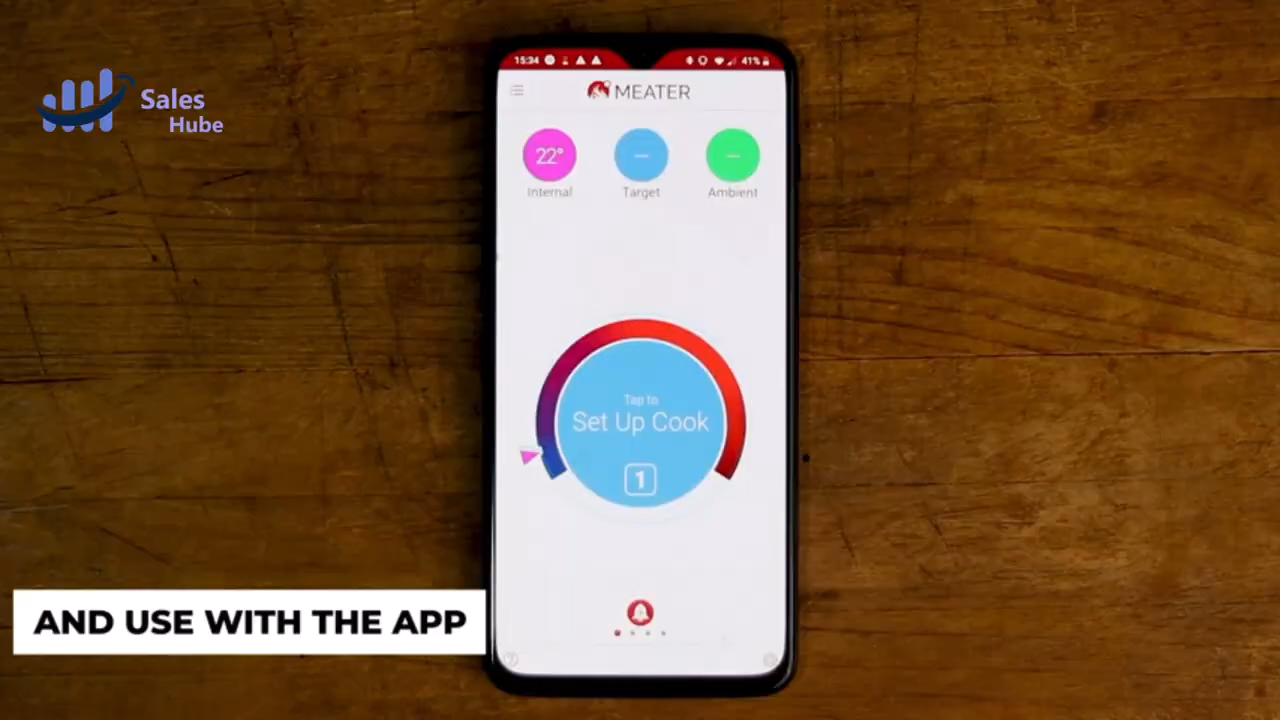 Sales
Hube
15:34
41%
MEATER
22°
Internal
Target
Ambient
Tap to
Set Up Cook
1
AND USE WITH THE APP